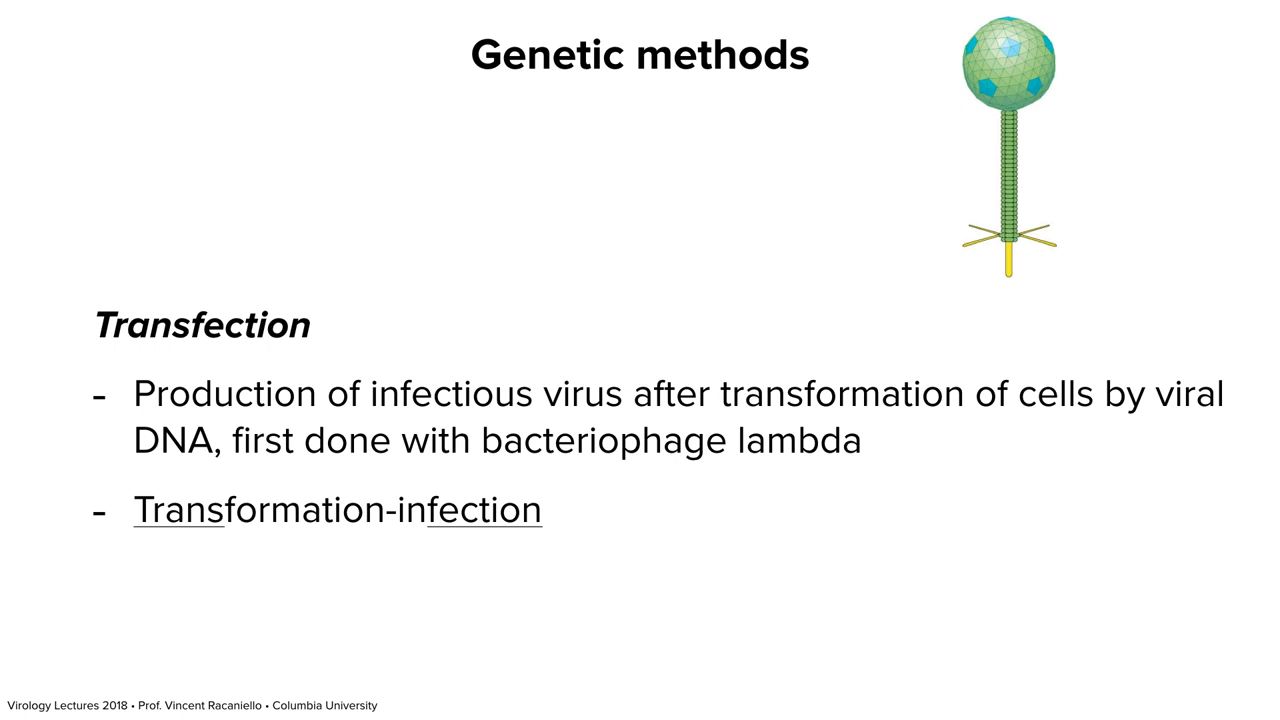 Genetic methods
Transfection
- Production of infectious virus after transformation of cells by viral
DNA, first done with bacteriophage lambda
- Transformation-infection
Virology Lectures 2018 • Prof. Vincent Racaniello • Columbia University